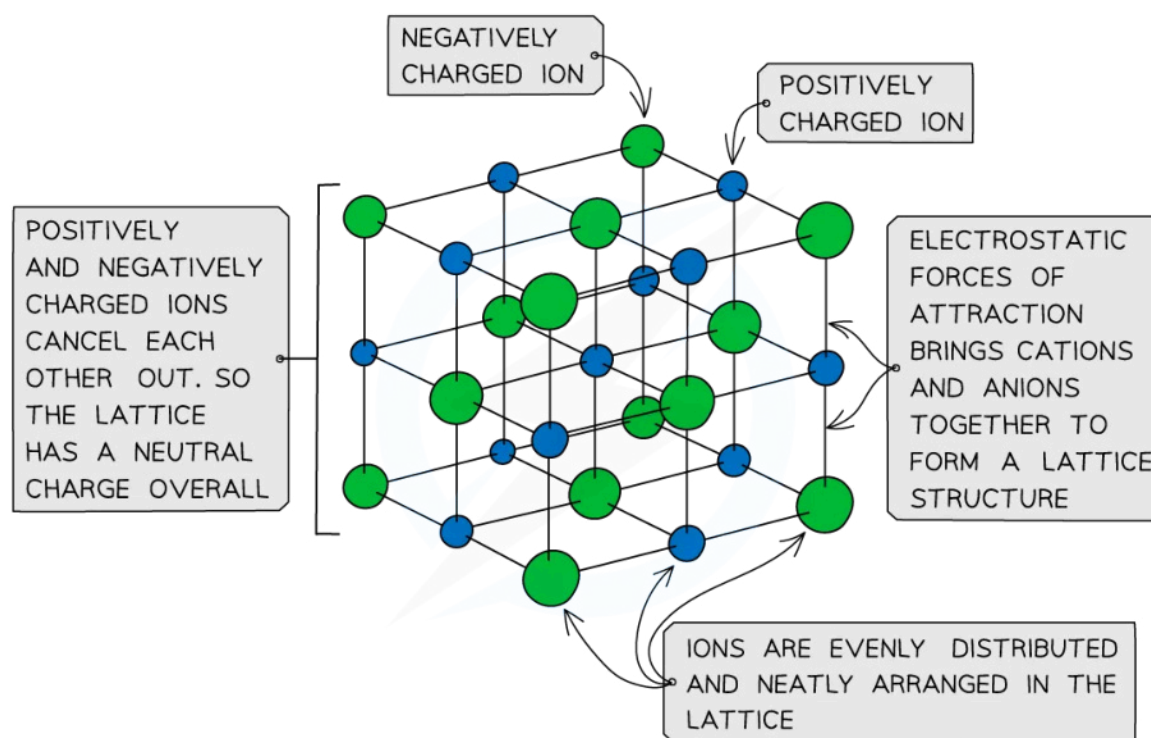 NEGATIVELY
CHARGED ION
POSITIVELY
CHARGED ION
POSITIVELY
AND NEGATIVELY
CHARGED IONS
CANCEL EACH
OTHER OUT. SO
THE LATTICE
HAS A NEUTRAL
CHARGE OVERALL
ELECTROSTATIC
FORCES OF
ATTRACTION
BRINGS CATIONS
AND ANIONS
TOGETHER TO
FORM A LATTICE
STRUCTURE
IONS ARE EVENLY DISTRIBUTED
AND NEATLY ARRANGED IN THE
LATTICE